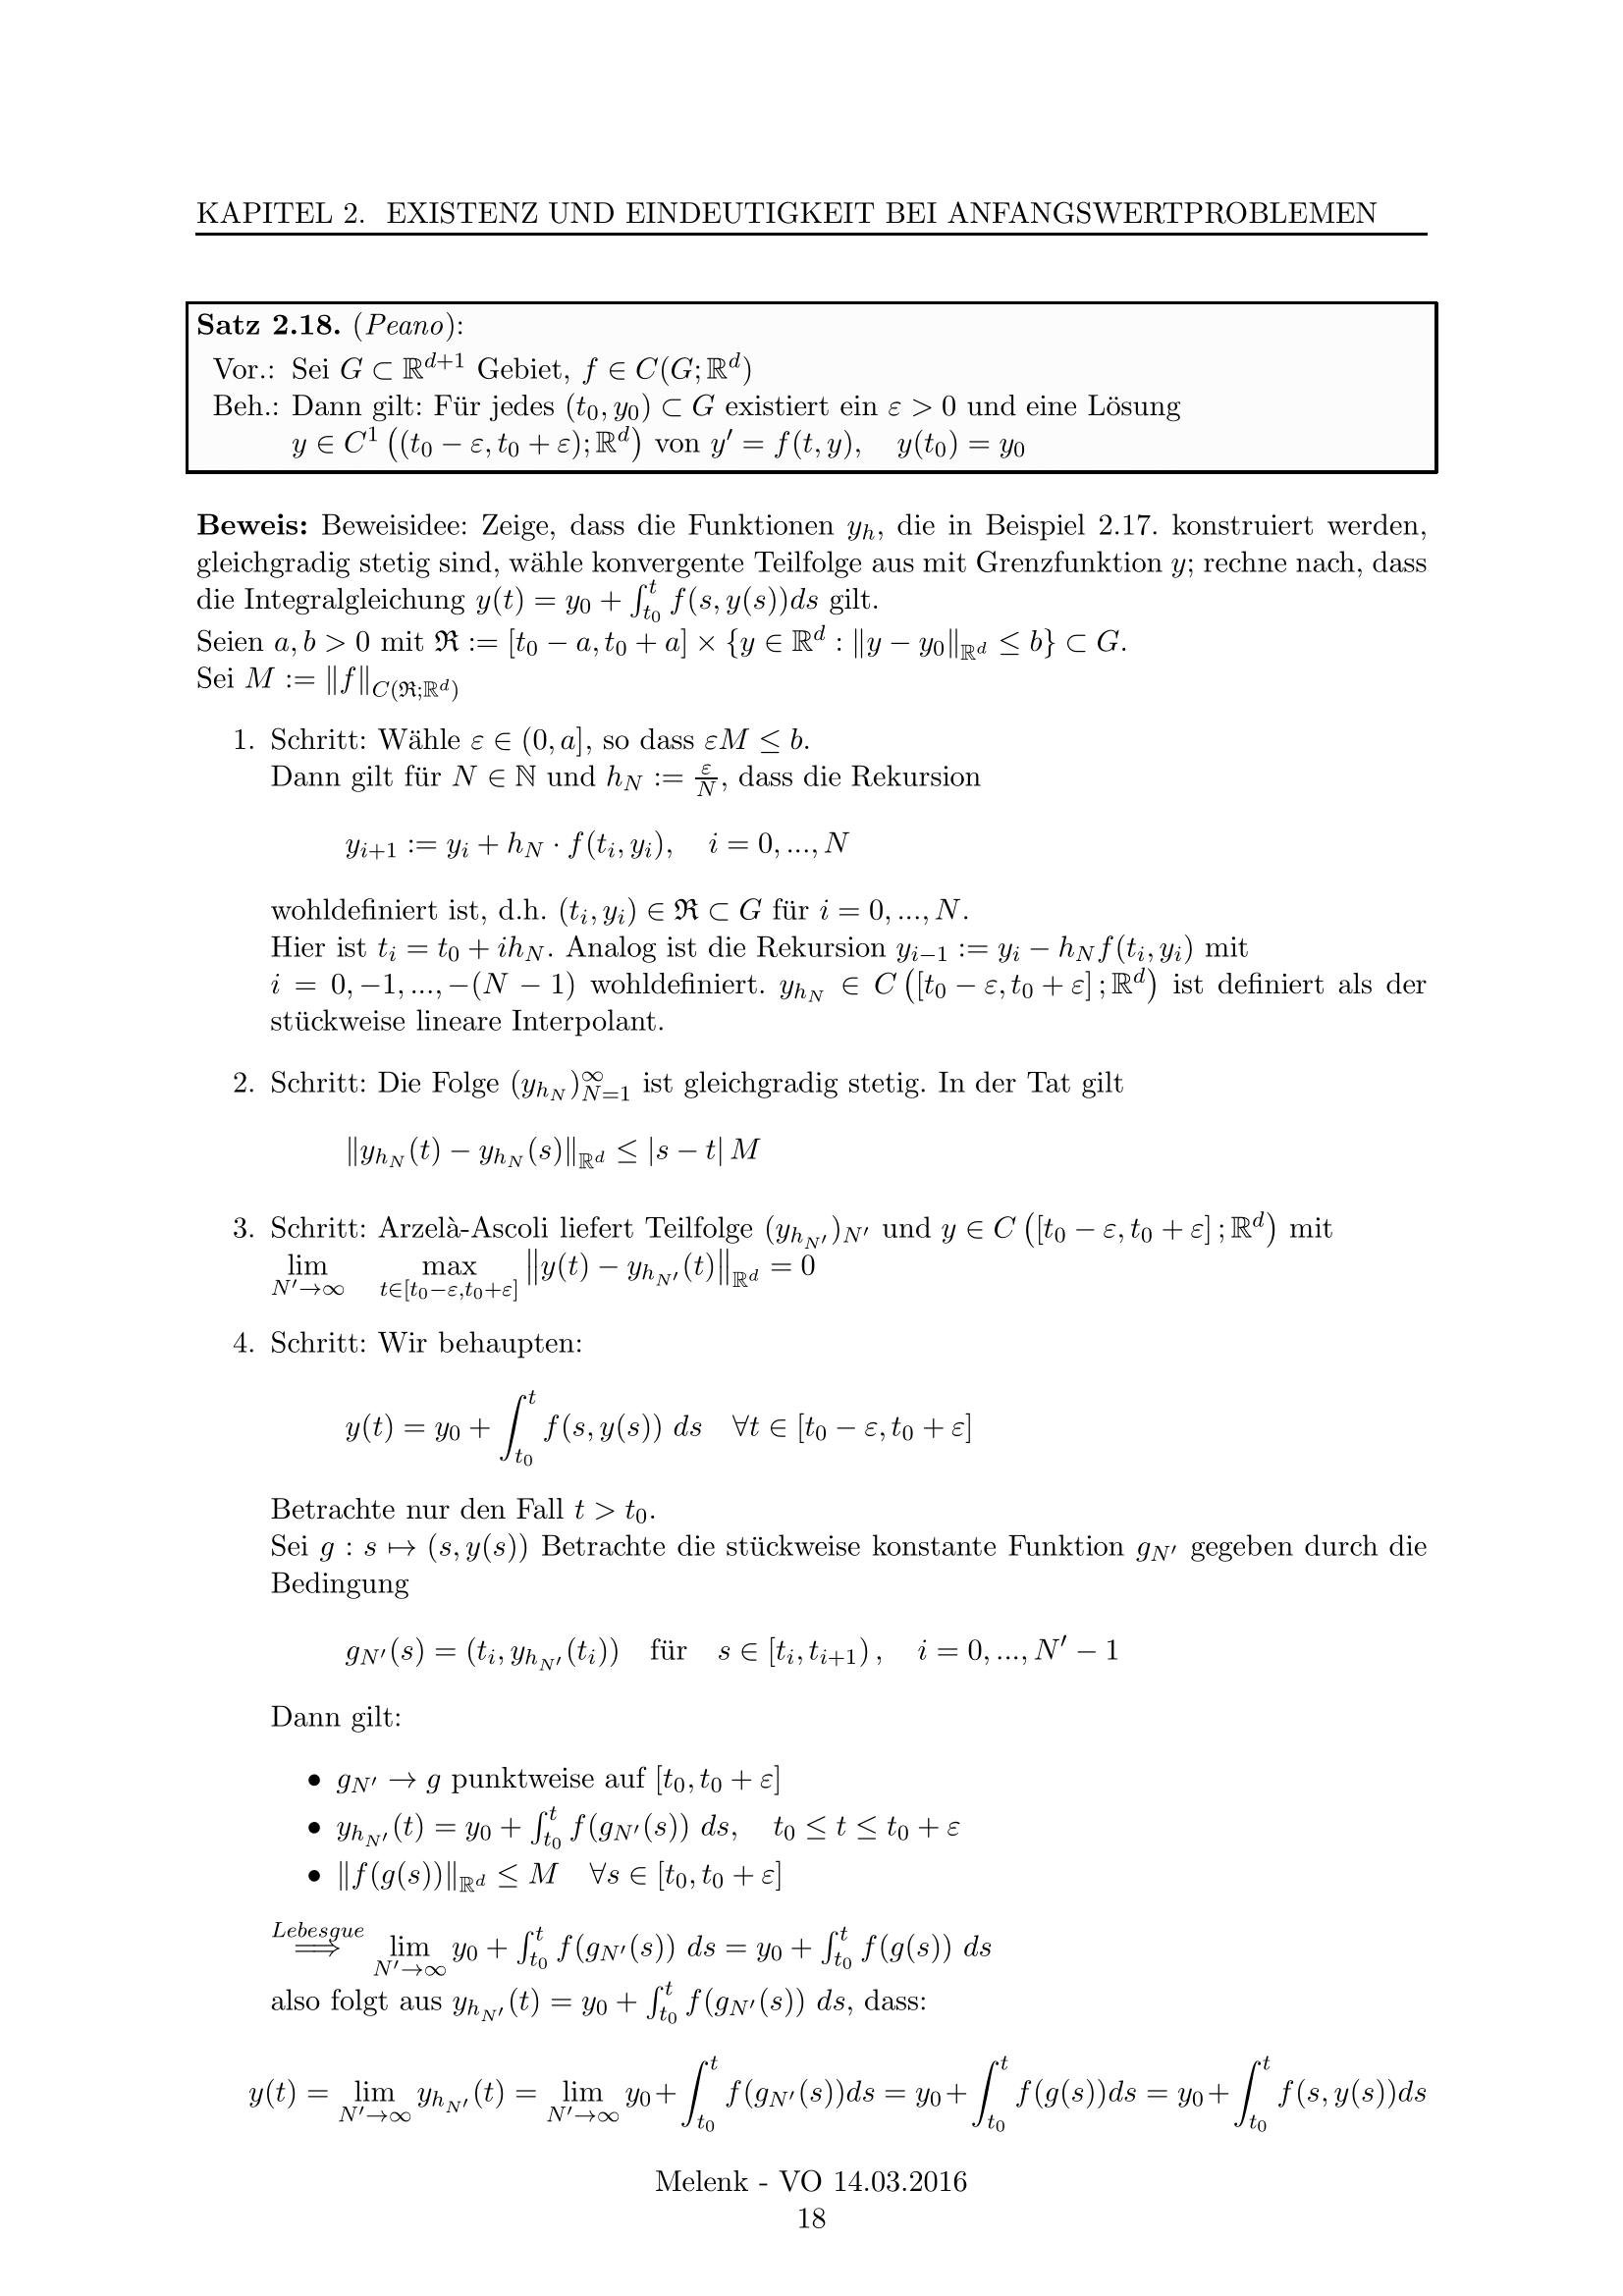 KAPITEL 2. EXISTENZ UND EINDEUTIGKEIT BEI ANFANGSWERTPROBLEMEN
Satz 2.18. (Peano):
Vor.: Sei $G \subset \mathbb{R}^{d+1}$ Gebiet, $f \in C(G; \mathbb{R}^d)$
Beh.: Dann gilt: Für jedes $(t_0, y_0) \subset G$ existiert ein $\varepsilon > 0$ und eine Lösung
$y \in C^1 \left((t_0 - \varepsilon, t_0 + \varepsilon); \mathbb{R}^d\right)$ von $y' = f(t, y), \quad y(t_0) = y_0$
Beweis: Beweisidee: Zeige, dass die Funktionen $y_h$, die in Beispiel 2.17. konstruiert werden,
gleichgradig stetig sind, wähle konvergente Teilfolge aus mit Grenzfunktion $y$; rechne nach, dass
die Integralgleichung $y(t) = y_0 + \int_{t_0}^t f(s, y(s))ds$ gilt.
Seien $a, b > 0$ mit $\mathfrak{R} := [t_0 - a, t_0 + a] \times \{y \in \mathbb{R}^d : \|y - y_0\|_{\mathbb{R}^d} \leq b\} \subset G$.
Sei $M := \|f\|_{C(\mathfrak{R}; \mathbb{R}^d)}$
1. Schritt: Wähle $\varepsilon \in (0, a]$, so dass $\varepsilon M \leq b$.
Dann gilt für $N \in \mathbb{N}$ und $h_N := \frac{\varepsilon}{N}$, dass die Rekursion
$y_{i+1} := y_i + h_N \cdot f(t_i, y_i), \quad i = 0, ..., N$
wohldefiniert ist, d.h. $(t_i, y_i) \in \mathfrak{R} \subset G$ für $i = 0, ..., N$.
Hier ist $t_i = t_0 + ih_N$. Analog ist die Rekursion $y_{i-1} := y_i - h_N f(t_i, y_i)$ mit
$i = 0, -1, ..., -(N - 1)$ wohldefiniert. $y_{h_N} \in C \left([t_0 - \varepsilon, t_0 + \varepsilon]; \mathbb{R}^d\right)$ ist definiert als der
stückweise lineare Interpolant.
2. Schritt: Die Folge $(y_{h_N})_{N=1}^\infty$ ist gleichgradig stetig. In der Tat gilt
$\|y_{h_N}(t) - y_{h_N}(s)\|_{\mathbb{R}^d} \leq |s - t| M$
3. Schritt: Arzelà-Ascoli liefert Teilfolge $(y_{h_{N'}})_{N'}$ und $y \in C \left([t_0 - \varepsilon, t_0 + \varepsilon]; \mathbb{R}^d\right)$ mit
$\lim_{N' \to \infty} \quad \max_{t \in [t_0 - \varepsilon, t_0 + \varepsilon]} \left\|y(t) - y_{h_{N'}}(t)\right\|_{\mathbb{R}^d} = 0$
4. Schritt: Wir behaupten:
$y(t) = y_0 + \int_{t_0}^t f(s, y(s)) \ ds \quad \forall t \in [t_0 - \varepsilon, t_0 + \varepsilon]$
Betrachte nur den Fall $t > t_0$.
Sei $g : s \mapsto (s, y(s))$ Betrachte die stückweise konstante Funktion $g_{N'}$ gegeben durch die
Bedingung
$g_{N'}(s) = (t_i, y_{h_{N'}}(t_i)) \quad \text{für} \quad s \in [t_i, t_{i+1}), \quad i = 0, ..., N' - 1$
Dann gilt:
• $g_{N'} \to g$ punktweise auf $[t_0, t_0 + \varepsilon]$
• $y_{h_{N'}}(t) = y_0 + \int_{t_0}^t f(g_{N'}(s)) \ ds, \quad t_0 \leq t \leq t_0 + \varepsilon$
• $\|f(g(s))\|_{\mathbb{R}^d} \leq M \quad \forall s \in [t_0, t_0 + \varepsilon]$
$\overset{Lebesgue}{\Longrightarrow} \lim_{N' \to \infty} y_0 + \int_{t_0}^t f(g_{N'}(s)) \ ds = y_0 + \int_{t_0}^t f(g(s)) \ ds$
also folgt aus $y_{h_{N'}}(t) = y_0 + \int_{t_0}^t f(g_{N'}(s)) \ ds$, dass:
$y(t) = \lim_{N' \to \infty} y_{h_{N'}}(t) = \lim_{N' \to \infty} y_0 + \int_{t_0}^t f(g_{N'}(s))ds = y_0 + \int_{t_0}^t f(g(s))ds = y_0 + \int_{t_0}^t f(s, y(s))ds$
Melenk - VO 14.03.2016
18